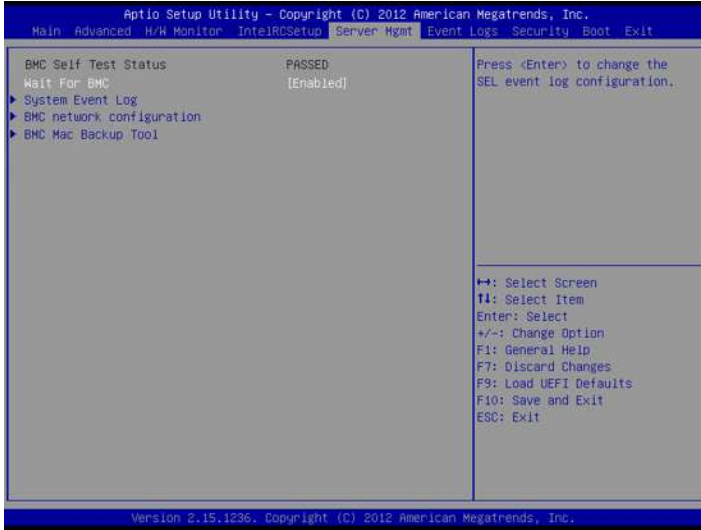 Aptio Setup Utility – Copyright (C) 2012 American Megatrends, Inc.
Main Advanced H/W Monitor IntelRCSetup Server Mgmt Event Logs Security Boot Exit
BMC Self Test Status PASSED
Wait For BMC [Enabled]
▶ System Event Log
▶ BMC network configuration
▶ BMC Mac Backup Tool
Press <Enter> to change the
SEL event log configuration.
↔: Select Screen
↑↓: Select Item
Enter: Select
+/-: Change Option
F1: General Help
F7: Discard Changes
F9: Load UEFI Defaults
F10: Save and Exit
ESC: Exit
Version 2.15.1236. Copyright (C) 2012 American Megatrends, Inc.